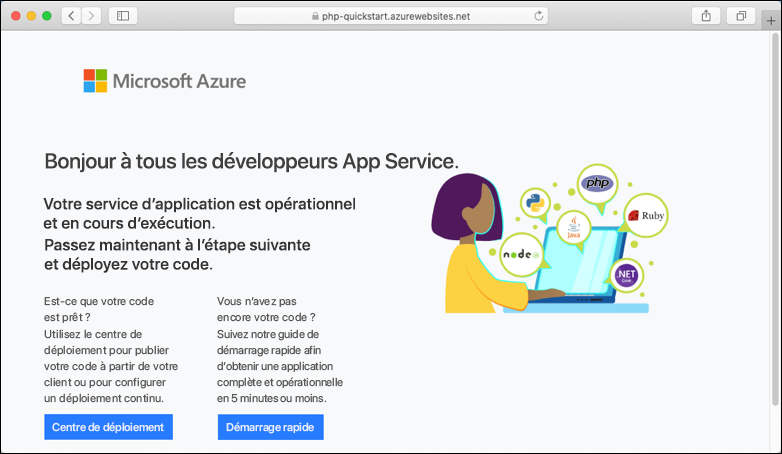 php-quickstart.azurewebsites.net
Microsoft Azure
Bonjour à tous les développeurs App Service.
Votre service d'application est opérationnel
et en cours d'exécution.
Passez maintenant à l'étape suivante
et déployez votre code.
Est-ce que votre code
est prêt ?
Utilisez le centre de
déploiement pour publier
votre code à partir de votre
client ou pour configurer
un déploiement continu.
Centre de déploiement
Vous n'avez pas
encore votre code ?
Suivez notre guide de
démarrage rapide afin
d'obtenir une application
complète et opérationnelle
en 5 minutes ou moins.
Démarrage rapide
php
Ruby
Java
node
.NET
Core